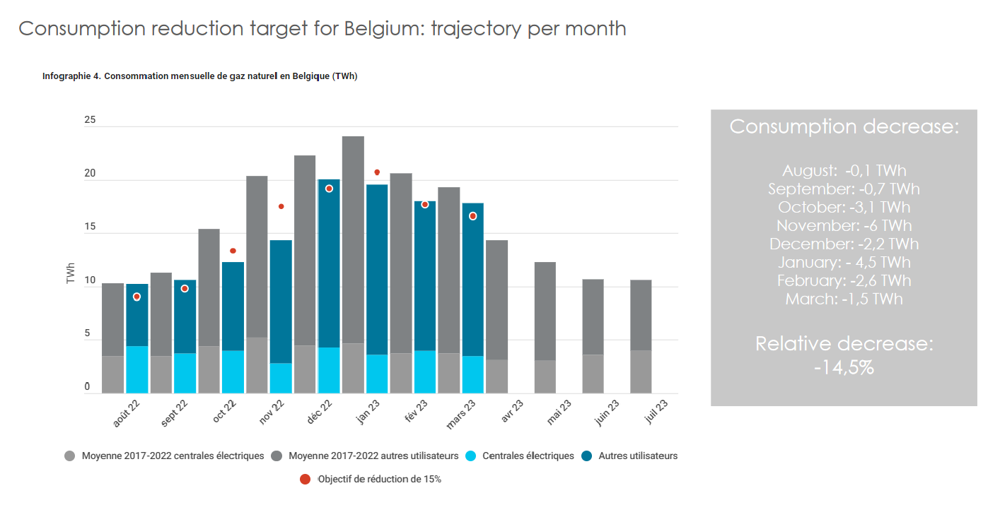 Consumption reduction target for Belgium: trajectory per month
Infographie 4. Consommation mensuelle de gaz naturel en Belgique (TWh)
25
20
15
10
5
0
TWh
août 22
sept 22
oct 22
nov 22
déc 22
jan 23
fév 23
mars 23
avr 23
mai 23
juin 23
juil 23
Moyenne 2017-2022 centrales électriques
Moyenne 2017-2022 autres utilisateurs
Centrales électriques
Autres utilisateurs
Objectif de réduction de 15%
Consumption decrease:
August: -0,1 TWh
September: -0,7 TWh
October: -3,1 TWh
November: -6 TWh
December: -2,2 TWh
January: - 4,5 TWh
February: -2,6 TWh
March: -1,5 TWh
Relative decrease:
-14,5%